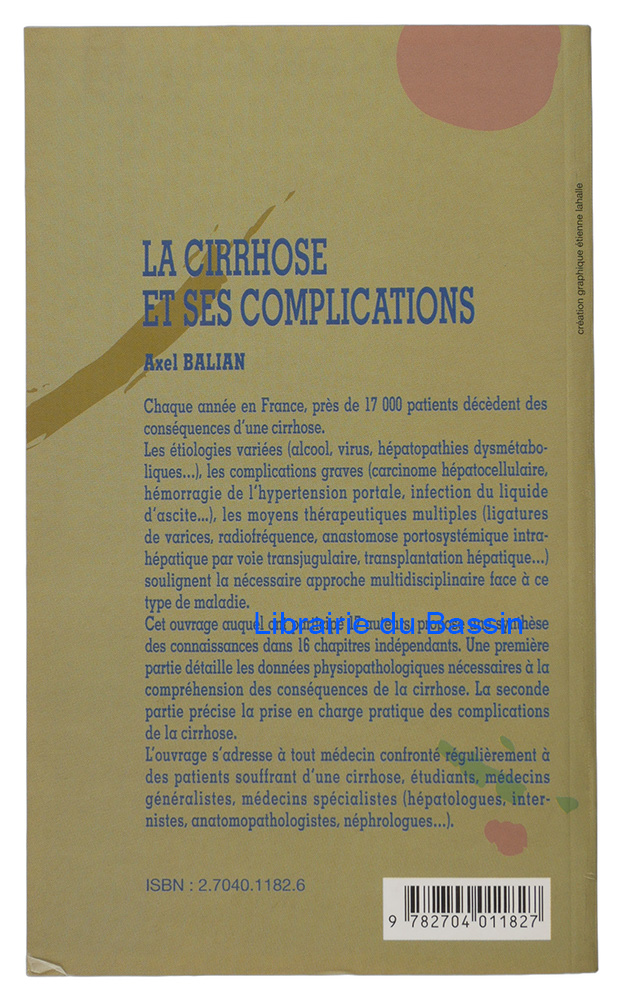 création graphique étienne lahalle
LA CIRRHOSE
ET SES COMPLICATIONS
Axel BALIAN
Chaque année en France, près de 17 000 patients décèdent des
conséquences d'une cirrhose.
Les étiologies variées (alcool, virus, hépatopathies dysmétabo-
liques...), les complications graves (carcinome hépatocellulaire,
hémorragie de l'hypertension portale, infection du liquide
d'ascite...), les moyens thérapeutiques multiples (ligatures
de varices, radiofréquence, anastomose portosystémique intra-
hépatique par voie transjugulaire, transplantation hépatique...)
soulignent la nécessaire approche multidisciplinaire face à ce
type de maladie.
Cet ouvrage auquel ont auteurs, propose une synthèse
Librairie du Bassin
des connaissances dans 16 chapitres indépendants. Une première
partie détaille les données physiopathologiques nécessaires à la
compréhension des conséquences de la cirrhose. La seconde
partie précise la prise en charge pratique des complications
de la cirrhose.
L'ouvrage s'adresse à tout médecin confronté régulièrement à
des patients souffrant d'une cirrhose, étudiants, médecins
généralistes, médecins spécialistes (hépatologues, inter-
nistes, anatomopathologistes, néphrologues...).
ISBN : 2.7040.1182.6
9 782704 011827